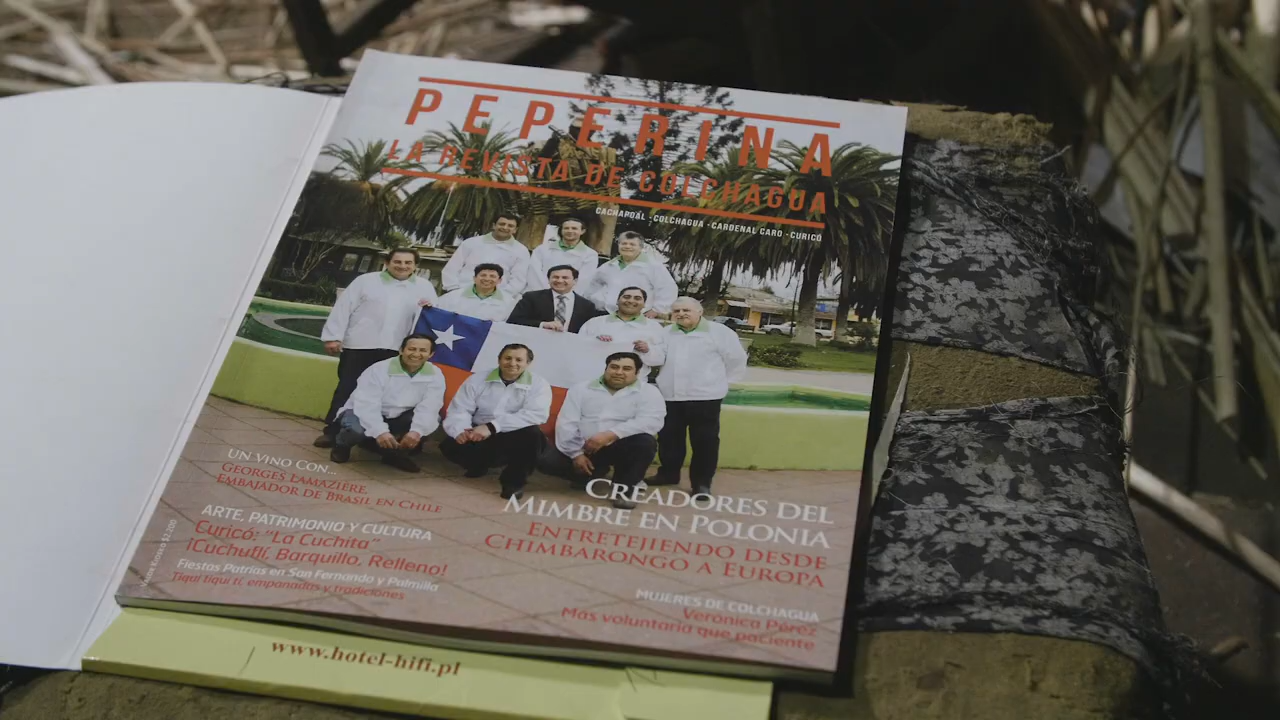 PEPERINA
LA REVISTA DE COLCHAGUA
CACHAPOAL - COLCHAGUA - CARDENAL CARO - CURICÓ
UN VINO CON...
GEORGES LAMAZIÉRE,
EMBAJADOR DE BRASIL EN CHILE
ARTE, PATRIMONIO Y CULTURA
Curicó: "La Cuchita"
¡Cuchuflí, Barquillo, Relleno!
Fiestas Patrias en San Fernando y Palmilla
Tiqui tiqui tí, empanadas y tradiciones
CREADORES DEL
MIMBRE EN POLONIA
ENTRETEJIENDO DESDE
CHIMBARONGO A EUROPA
MUJERES DE COLCHAGUA
Verónica Pérez
Más voluntaria que paciente
www.hotel-hifi.pl